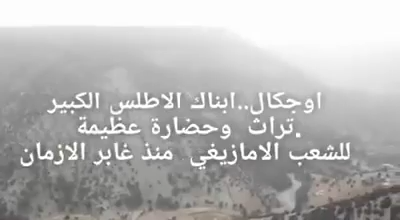 اوجكال..ابناك الاطلس الكبير
تراث  وحضارة عظيمة.
للشعب الامازيغي  منذ غابر الازمان